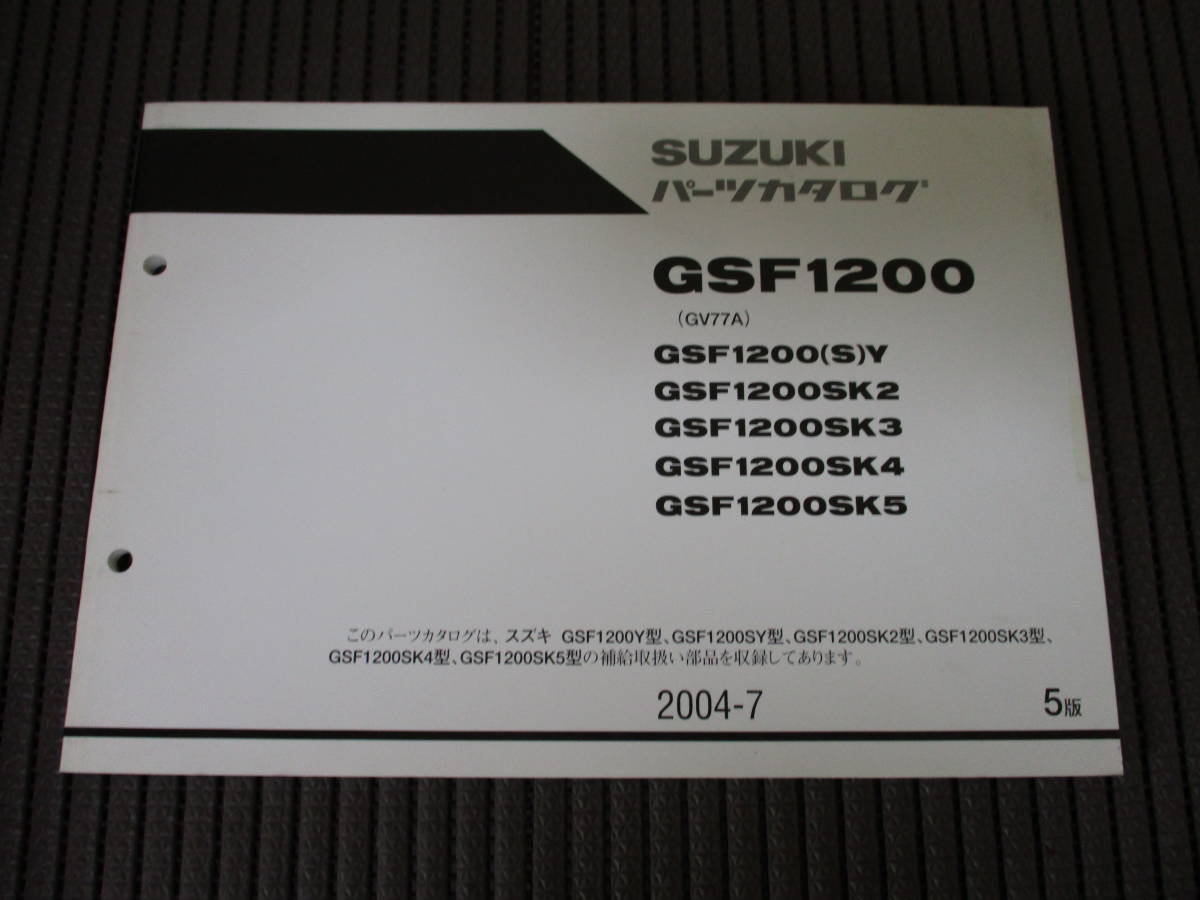 SUZUKI
パーツカタログ
GSF1200
(GV77A)
GSF1200(S)Y
GSF1200SK2
GSF1200SK3
GSF1200SK4
GSF1200SK5
このパーツカタログは、スズキ GSF1200Y型、GSF1200SY型、GSF1200SK2型、GSF1200SK3型、
GSF1200SK4型、GSF1200SK5型の補給取扱い部品を収録してあります。
2004-7 5版